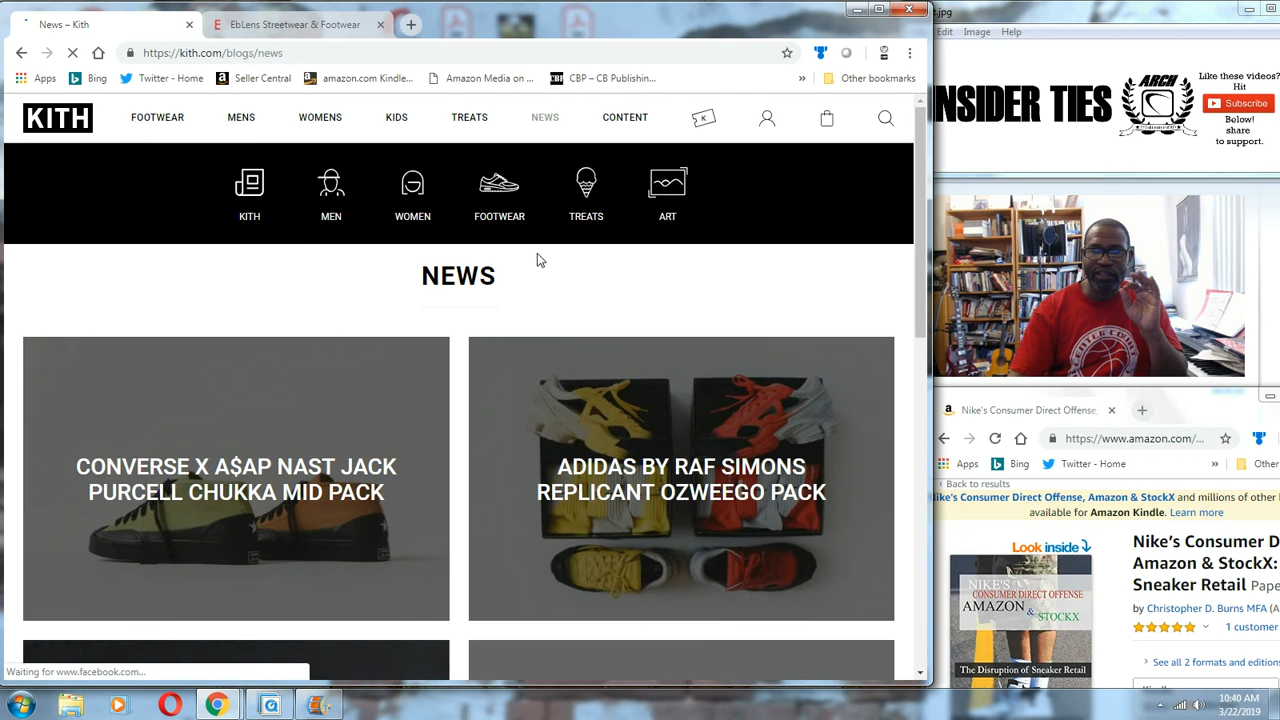 News – Kith
E
Eblens Streetwear & Footwear
.jpg
https://kith.com/blogs/news
Edit Image Help
Apps
Bing
Twitter - Home
Seller Central
amazon.com Kindle...
Amazon Media on ...
CBP – CB Publishin...
»
Other bookmarks
KITH
FOOTWEAR
MENS
WOMENS
KIDS
TREATS
NEWS
CONTENT
K
KITH
MEN
WOMEN
FOOTWEAR
TREATS
ART
NEWS
CONVERSE X A$AP NAST JACK
PURCELL CHUKKA MID PACK
ADIDAS BY RAF SIMONS
REPLICANT OZWEEGO PACK
Waiting for www.facebook.com...
NSIDER TIES
ARCH
Like these videos?
Hit
Subscribe
Below!
share
to support.
Nike's Consumer Direct Offense,
https://www.amazon.com/...
Apps
Bing
Twitter - Home
»
Other
‹ Back to results
ike's Consumer Direct Offense, Amazon & StockX and millions of other
available for Amazon Kindle. Learn more
Look inside
NIKE'S
CONSUMER DIRECT OFFENSE
AMAZON
&
STOCKX
The Disruption of Sneaker Retail
Nike's Consumer D
Amazon & StockX:
Sneaker Retail Pape
by Christopher D. Burns MFA (A
1 customer
See all 2 formats and editions
10:40 AM
3/22/2019